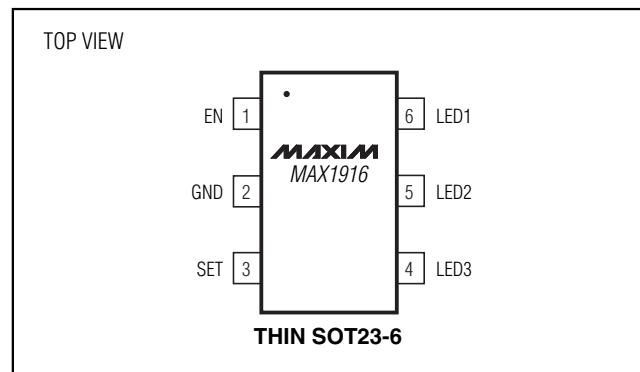 TOP VIEW
EN 1 6 LED1
MAXIM
MAX1916
GND 2 5 LED2
SET 3 4 LED3
THIN SOT23-6